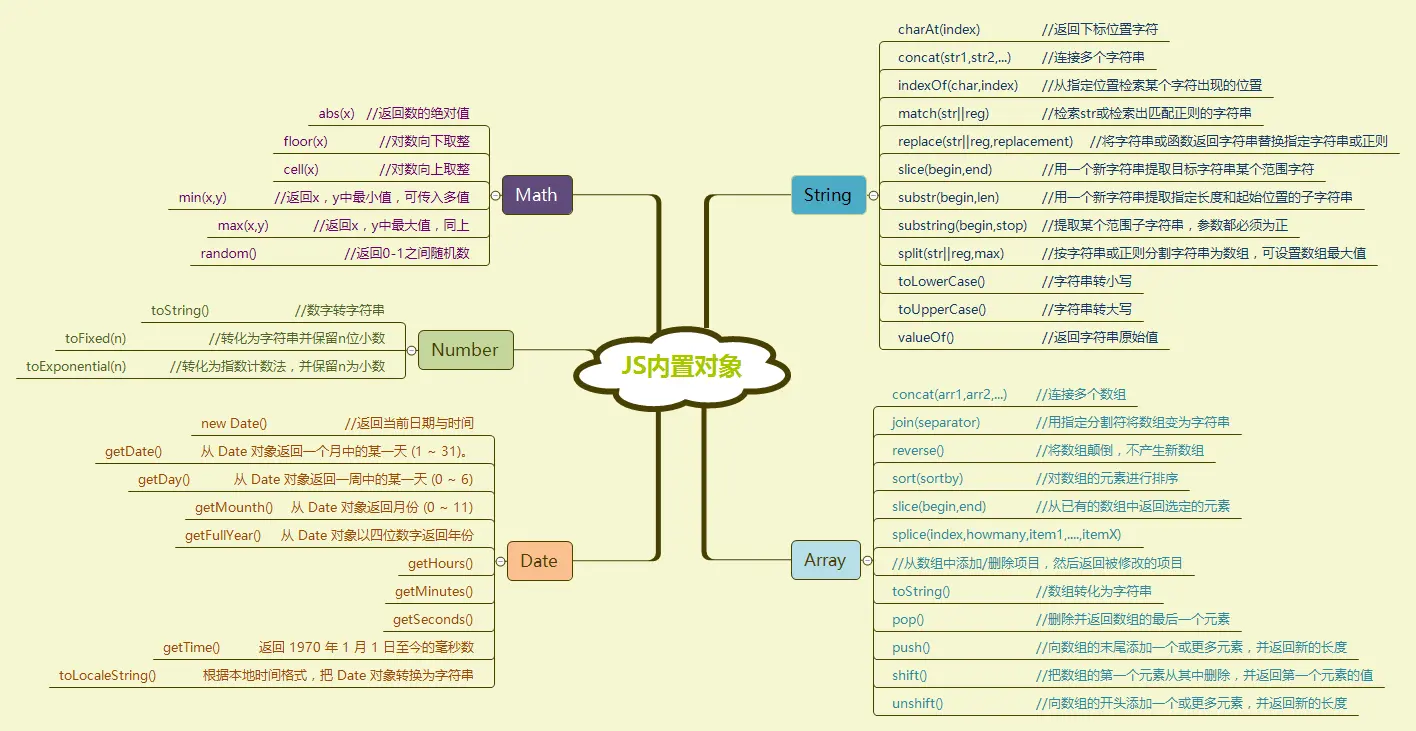 JS内置对象
Math
abs(x) //返回数的绝对值
floor(x) //对数向下取整
cell(x) //对数向上取整
min(x,y) //返回x，y中最小值，可传入多值
max(x,y) //返回x，y中最大值，同上
random() //返回0-1之间随机数
Number
toString() //数字转字符串
toFixed(n) //转化为字符串并保留n位小数
toExponential(n) //转化为指数计数法，并保留n为小数
Date
new Date() //返回当前日期与时间
getDate() 从 Date 对象返回一个月中的某一天 (1 ~ 31)。
getDay() 从 Date 对象返回一周中的某一天 (0 ~ 6)
getMounth() 从 Date 对象返回月份 (0 ~ 11)
getFullYear() 从 Date 对象以四位数字返回年份
getHours()
getMinutes()
getSeconds()
getTime() 返回 1970 年 1 月 1 日至今的毫秒数
toLocaleString() 根据本地时间格式，把 Date 对象转换为字符串
String
charAt(index) //返回下标位置字符
concat(str1,str2,...) //连接多个字符串
indexOf(char,index) //从指定位置检索某个字符出现的位置
match(str||reg) //检索str或检索出匹配正则的字符串
replace(str||reg,replacement) //将字符串或函数返回字符串替换指定字符串或正则
slice(begin,end) //用一个新字符串提取目标字符串某个范围字符
substr(begin,len) //用一个新字符串提取指定长度和起始位置的子字符串
substring(begin,stop) //提取某个范围子字符串，参数都必须为正
split(str||reg,max) //按字符串或正则分割字符串为数组，可设置数组最大值
toLowerCase() //字符串转小写
toUpperCase() //字符串转大写
valueOf() //返回字符串原始值
Array
concat(arr1,arr2,...) //连接多个数组
join(separator) //用指定分割符将数组变为字符串
reverse() //将数组颠倒，不产生新数组
sort(sortby) //对数组的元素进行排序
slice(begin,end) //从已有的数组中返回选定的元素
splice(index,howmany,item1,....,itemX)
//从数组中添加/删除项目，然后返回被修改的项目
toString() //数组转化为字符串
pop() //删除并返回数组的最后一个元素
push() //向数组的末尾添加一个或更多元素，并返回新的长度
shift() //把数组的第一个元素从其中删除，并返回第一个元素的值
unshift() //向数组的开头添加一个或更多元素，并返回新的长度